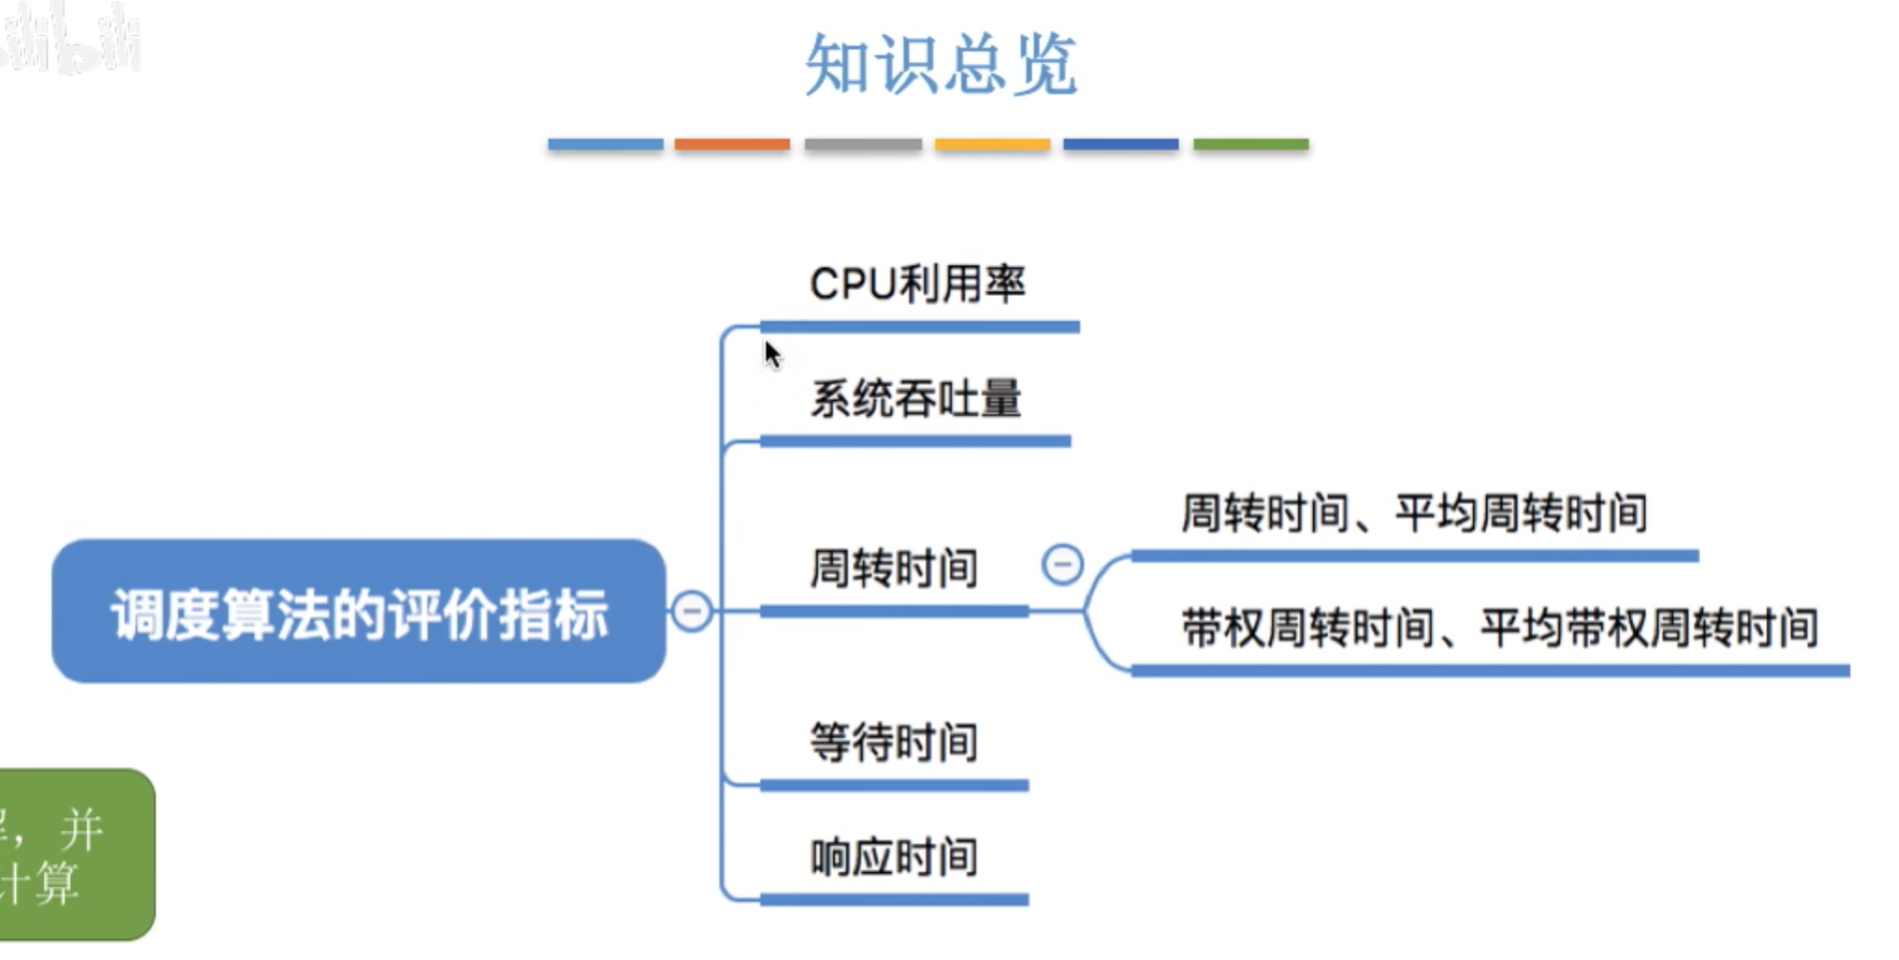 bilibili
知识总览
CPU利用率
系统吞吐量
周转时间、平均周转时间
周转时间
调度算法的评价指标
带权周转时间、平均带权周转时间
等待时间
响应时间
，并
计算